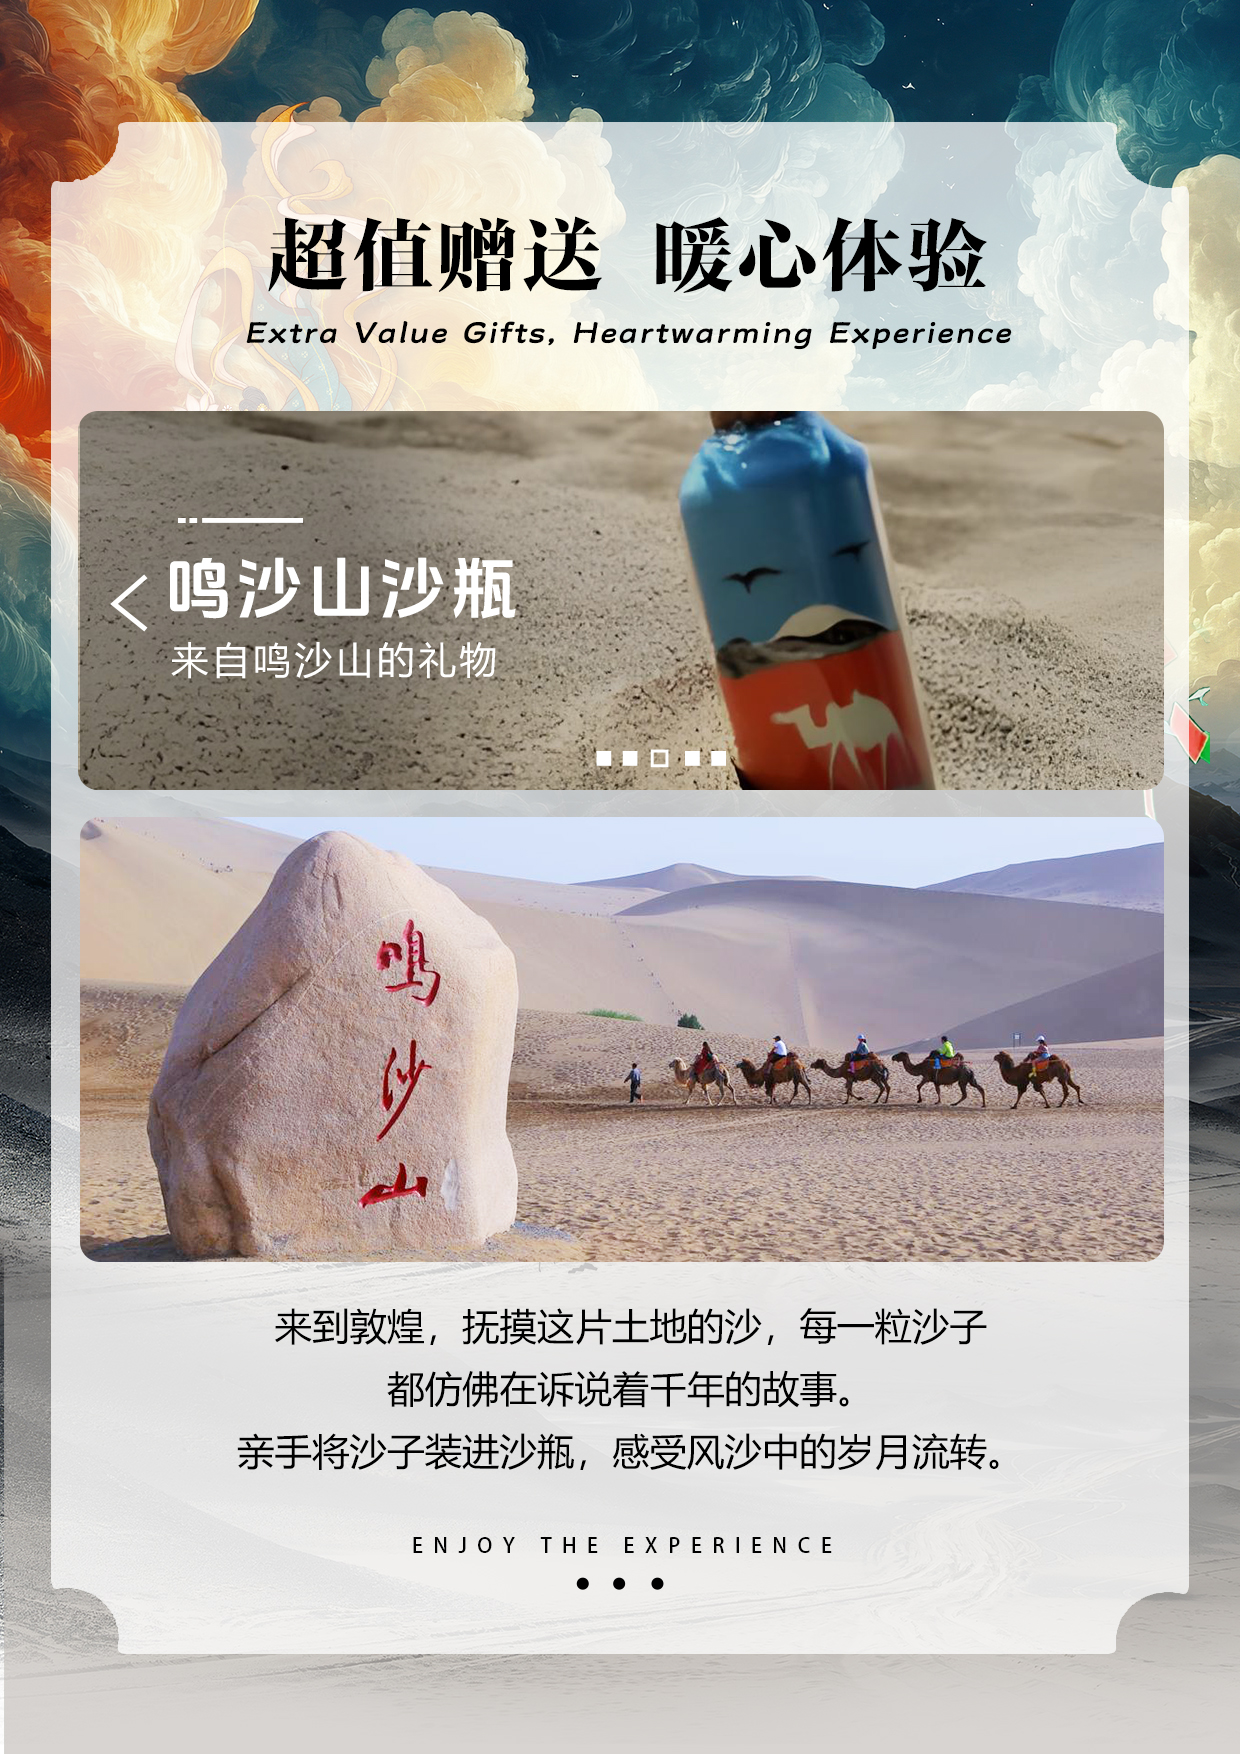 超值赠送 暖心体验
Extra Value Gifts, Heartwarming Experience
鸣沙山沙瓶
来自鸣沙山的礼物
鸣
沙
山
来到敦煌，抚摸这片土地的沙，每一粒沙子
都仿佛在诉说着千年的故事。
亲手将沙子装进沙瓶，感受风沙中的岁月流转。
ENJOY THE EXPERIENCE